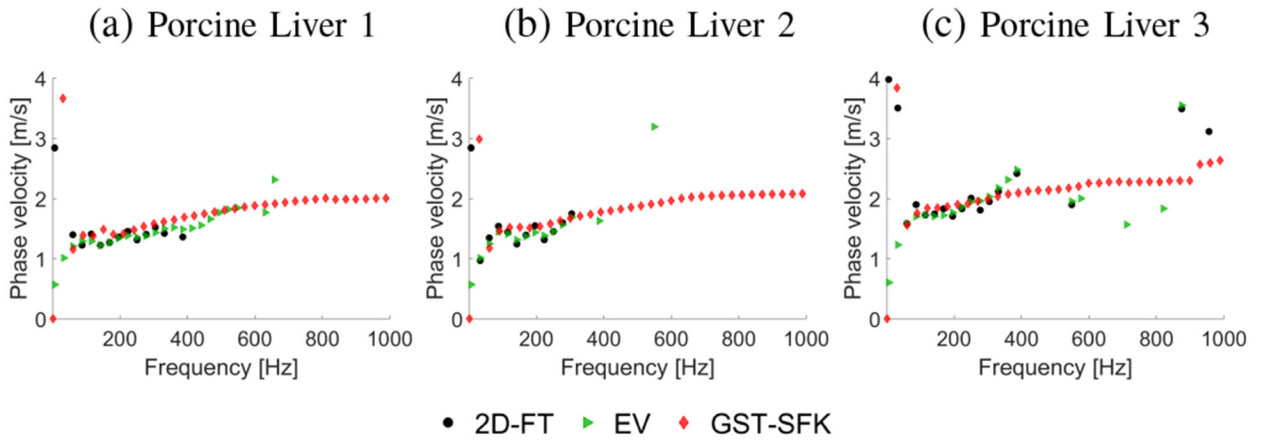 (a) Porcine Liver 1
(b) Porcine Liver 2
(c) Porcine Liver 3
Phase velocity [m/s]
4
3
2
1
0
200 400 600 800 1000
Frequency [Hz]
Phase velocity [m/s]
4
3
2
1
0
200 400 600 800 1000
Frequency [Hz]
Phase velocity [m/s]
4
3
2
1
0
200 400 600 800 1000
Frequency [Hz]
2D-FT EV GST-SFK